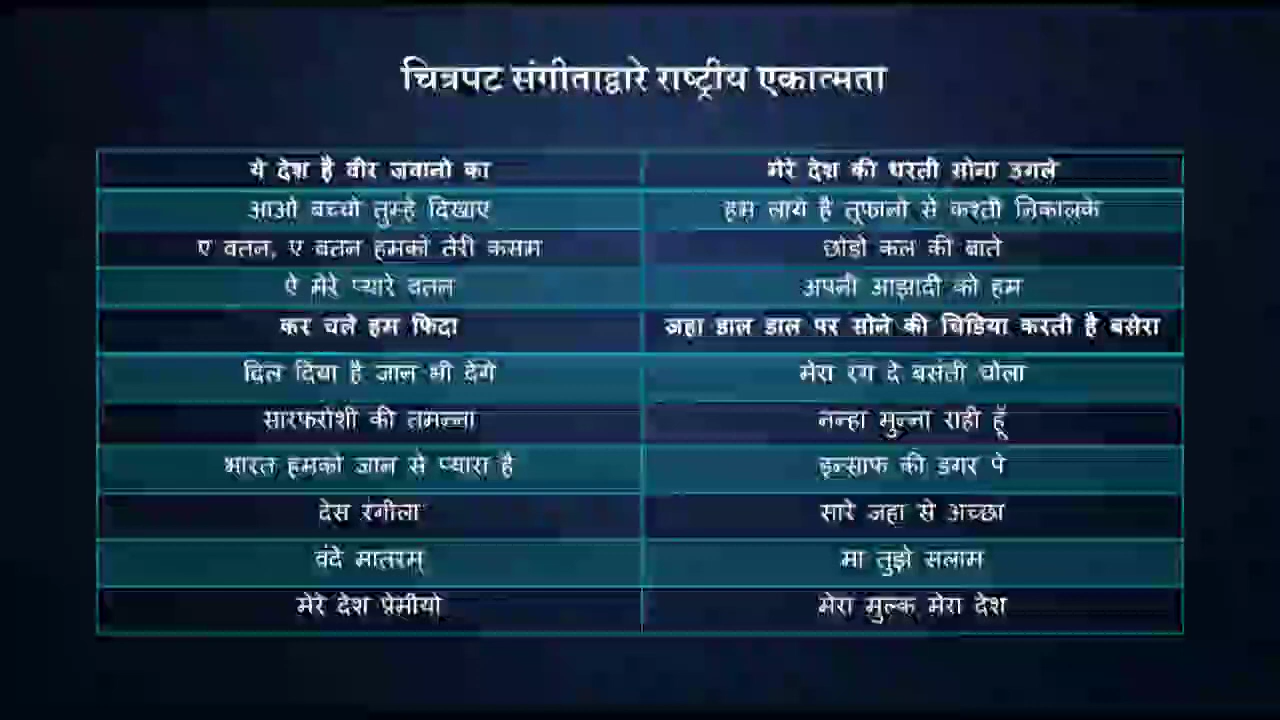 चित्रपट संगीताद्वारे राष्ट्रीय एकात्मता
ये देश है वीर जवानो का मेरे देश की धरती सोना उगले
आओ बच्चो तुम्हे दिखाए हम लाये है तूफानो से कश्ती निकालके
ए वतन, ए वतन हमको तेरी कसम छोडो कल की बाते
ऐ मेरे प्यारे वतन अपनी आझादी को हम
कर चले हम फिदा जहा डाल डाल पर सोने की चिडिया करती है बसेरा
दिल दिया है जान भी देंगे मेरा रंग दे बसंती चोला
सारफरोशी की तमन्ना नन्हा मुन्ना राही हूँ
भारत हमको जान से प्यारा है इन्साफ की डगर पे
देस रंगीला सारे जहा से अच्छा
वंदे मातरम् मा तुझे सलाम
मेरे देश प्रेमीयो मेरा मुल्क मेरा देश